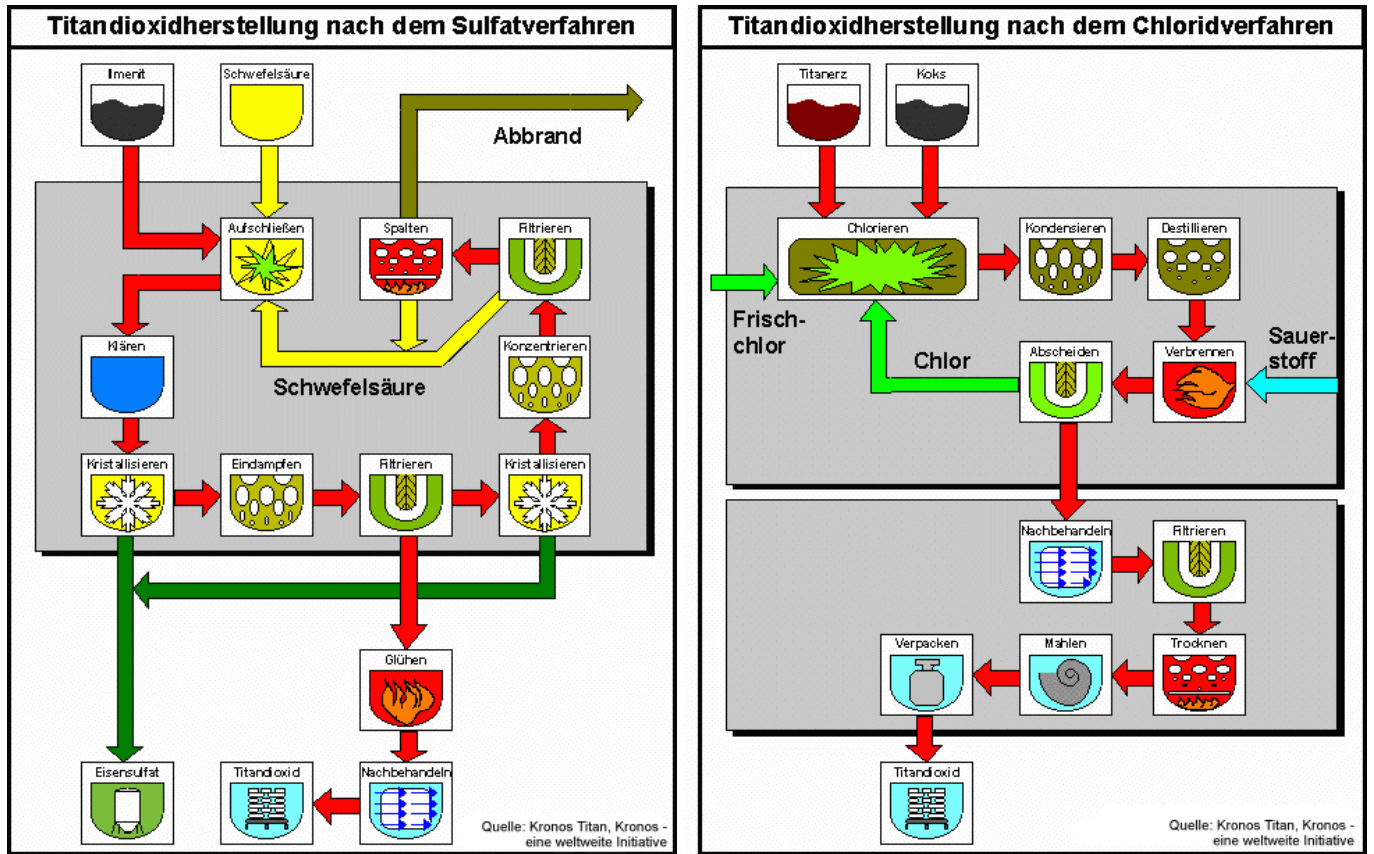 Titandioxidherstellung nach dem Sulfatverfahren
Ilmenit
Schwefelsäure
Abbrand
Aufschließen
Spalten
Filtrieren
Klären
Schwefelsäure
Konzentrieren
Kristallisieren
Eindampfen
Filtrieren
Kristallisieren
Glühen
Eisensulfat
Titandioxid
Nachbehandeln
Quelle: Kronos Titan, Kronos -
eine weltweite Initiative
Titandioxidherstellung nach dem Chloridverfahren
Titanerz
Koks
Chlorieren
Kondensieren
Destillieren
Frisch-
chlor
Chlor
Abscheiden
Verbrennen
Sauer-
stoff
Nachbehandeln
Filtrieren
Verpacken
Mahlen
Trocknen
Titandioxid
Quelle: Kronos Titan, Kronos -
eine weltweite Initiative